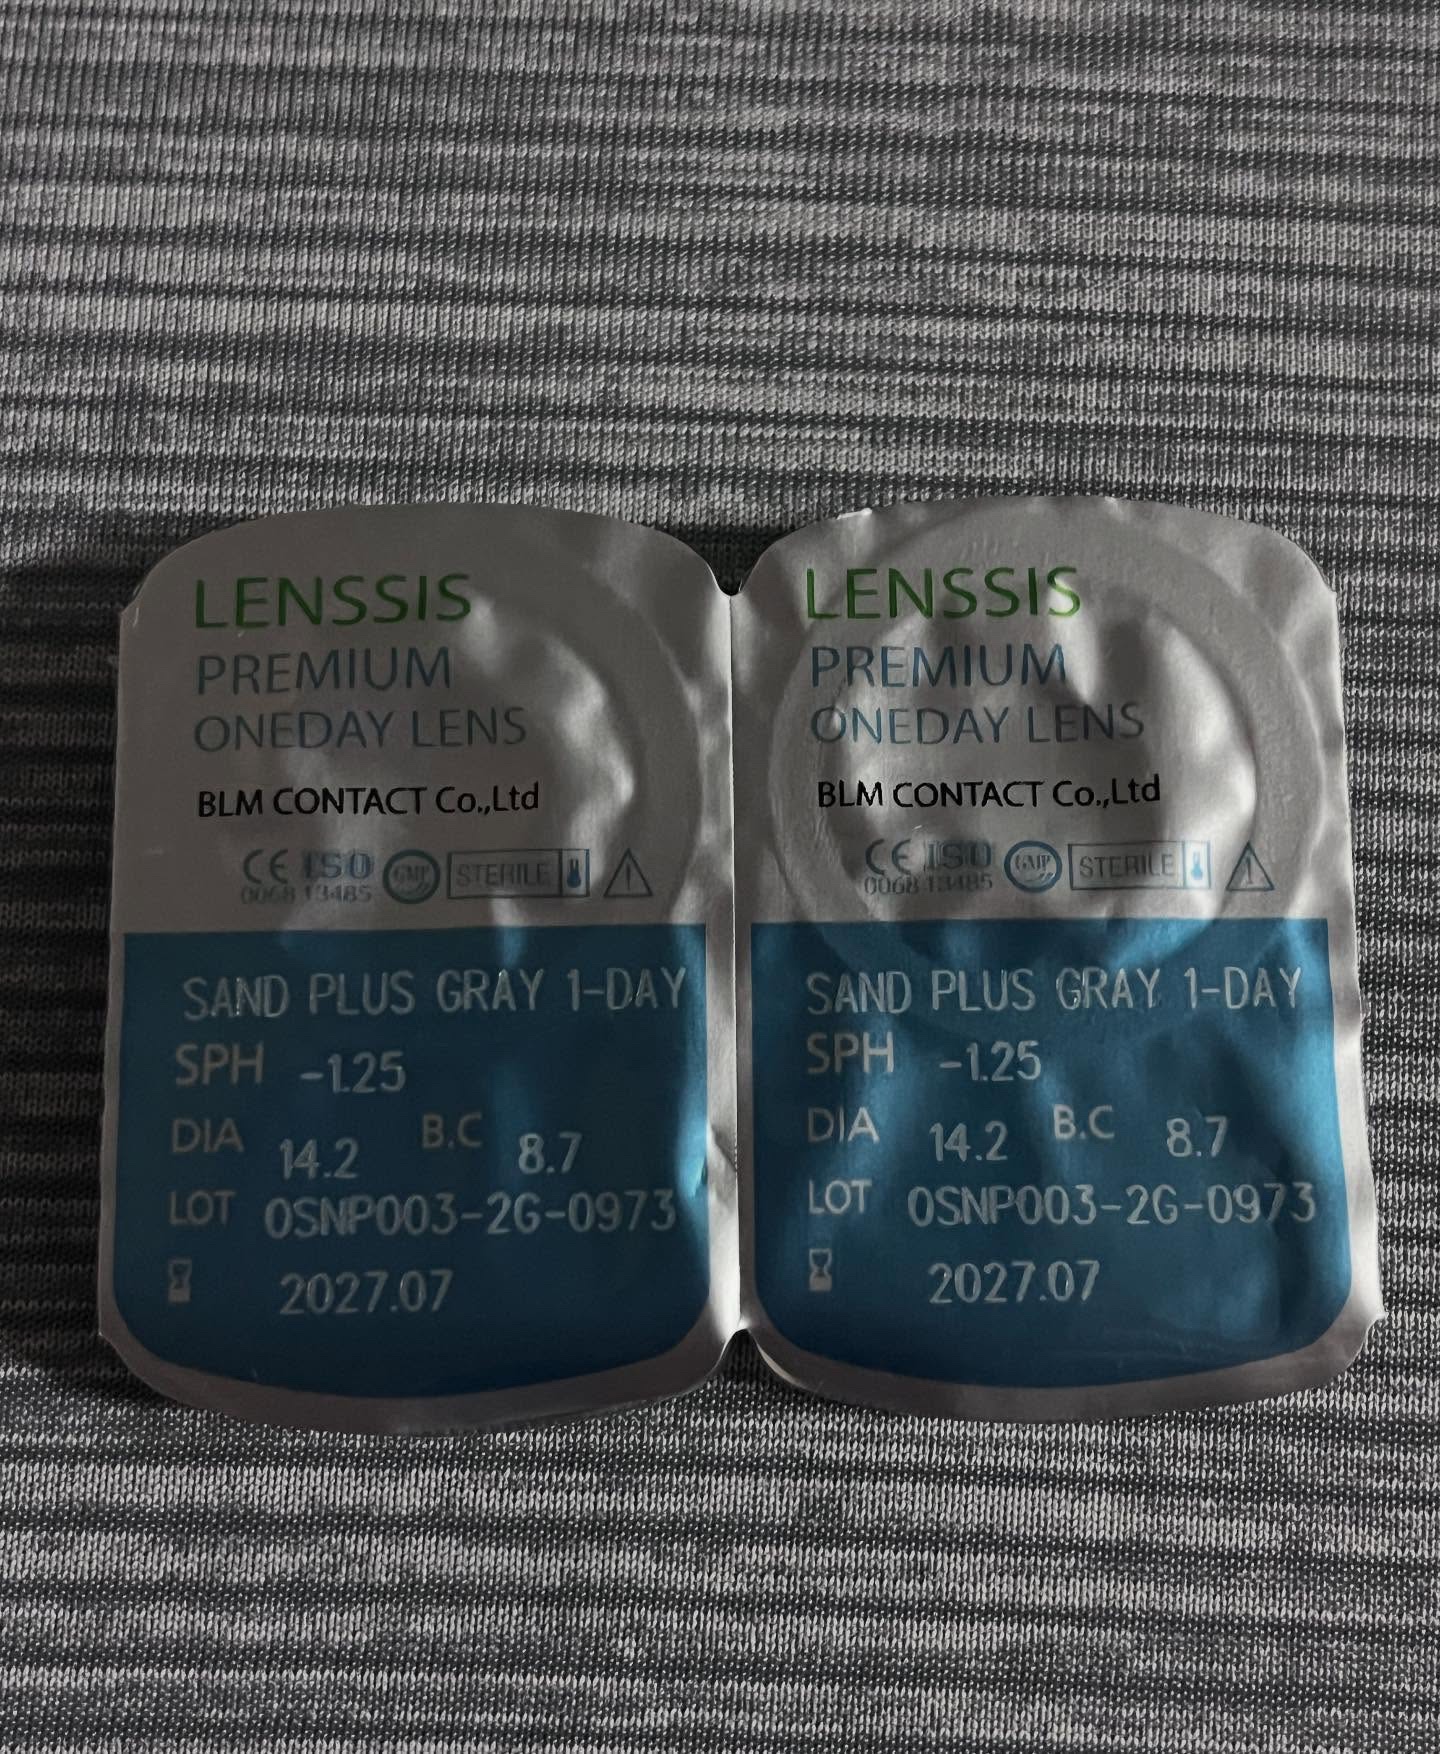 LENSSIS
PREMIUM
ONEDAY LENS
BLM CONTACT Co.,Ltd
CE ISO GMP STERILE
0068 13485
SAND PLUS GRAY 1-DAY
SPH -1.25
DIA 14.2 B.C 8.7
LOT OSNP003-2G-0973
2027.07
LENSSIS
PREMIUM
ONEDAY LENS
BLM CONTACT Co.,Ltd
CE ISO GMP STERILE
0068 13485
SAND PLUS GRAY 1-DAY
SPH -1.25
DIA 14.2 B.C 8.7
LOT OSNP003-2G-0973
2027.07